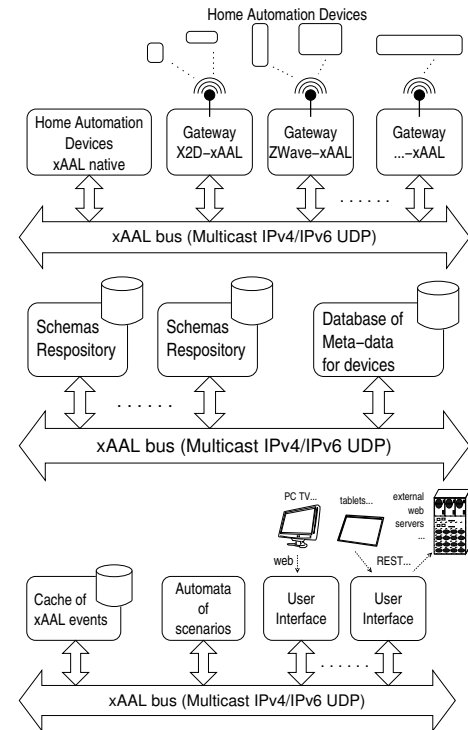 Home Automation Devices
Home Automation
Devices
xAAL native
Gateway
X2D-xAAL
Gateway
ZWave-xAAL
Gateway
...-xAAL
. . . . . .
xAAL bus (Multicast IPv4/IPv6 UDP)
Schemas
Respository
Schemas
Respository
Database of
Meta-data
for devices
. . . . . .
xAAL bus (Multicast IPv4/IPv6 UDP)
PC TV...
tablets...
external
web
servers
...
web
REST...
Cache of
xAAL events
Automata
of
scenarios
User
Interface
User
Interface
. . . . . .
xAAL bus (Multicast IPv4/IPv6 UDP)